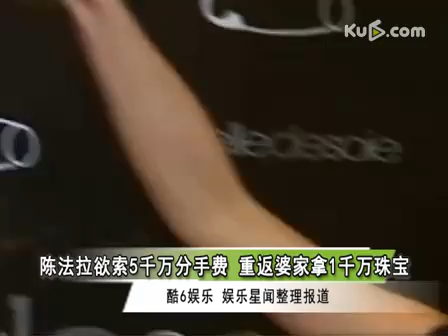 Ku6.com
elledessoie
陈法拉欲索5千万分手费 重返婆家拿1千万珠宝
酷6娱乐 娱乐星闻整理报道